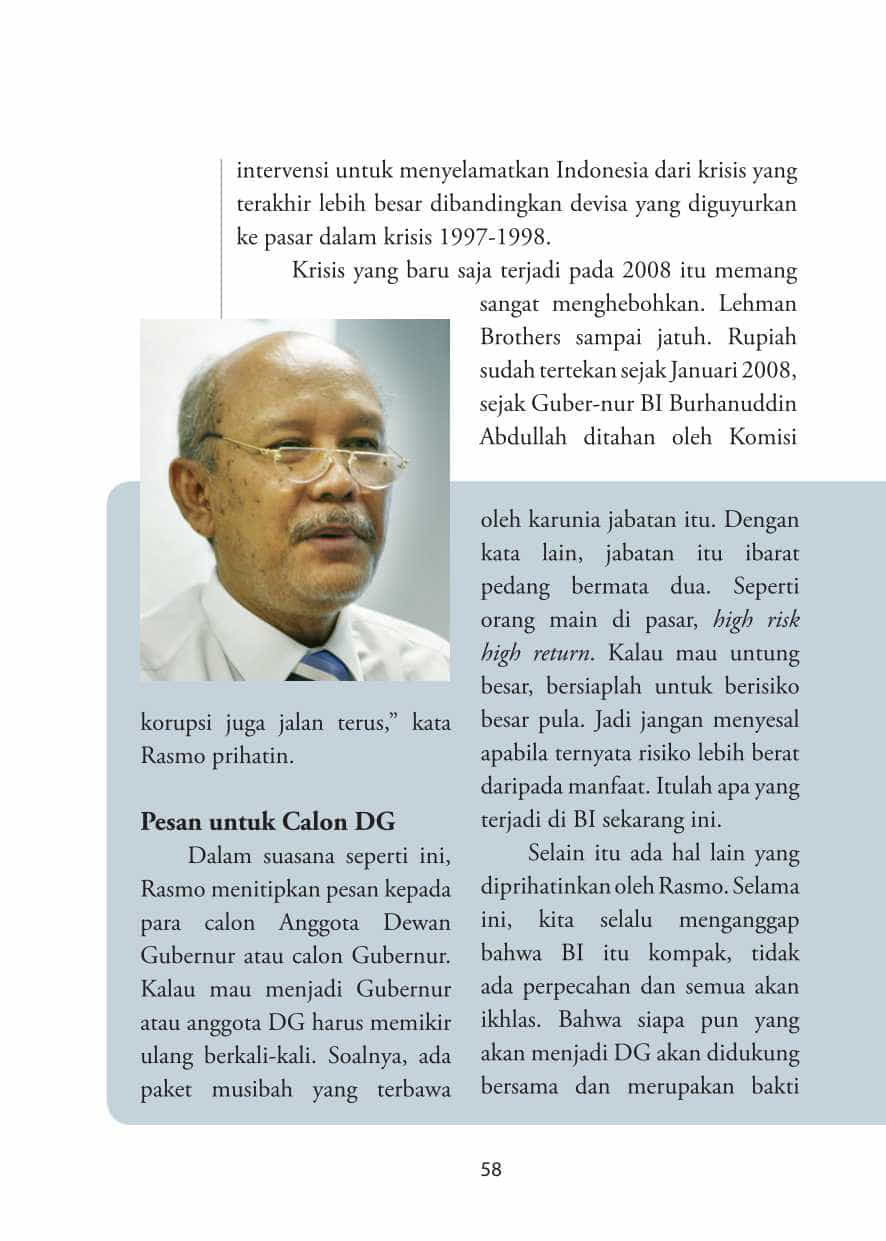 intervensi untuk menyelamatkan Indonesia dari krisis yang
terakhir lebih besar dibandingkan devisa yang diguyurkan
ke pasar dalam krisis 1997-1998.
Krisis yang baru saja terjadi pada 2008 itu memang
sangat menghebohkan. Lehman
Brothers sampai jatuh. Rupiah
sudah tertekan sejak Januari 2008,
sejak Guber-nur BI Burhanuddin
Abdullah ditahan oleh Komisi
korupsi juga jalan terus,” kata
Rasmo prihatin.
Pesan untuk Calon DG
Dalam suasana seperti ini,
Rasmo menitipkan pesan kepada
para calon Anggota Dewan
Gubernur atau calon Gubernur.
Kalau mau menjadi Gubernur
atau anggota DG harus memikir
ulang berkali-kali. Soalnya, ada
paket musibah yang terbawa
oleh karunia jabatan itu. Dengan
kata lain, jabatan itu ibarat
pedang bermata dua. Seperti
orang main di pasar, high risk
high return. Kalau mau untung
besar, bersiaplah untuk berisiko
besar pula. Jadi jangan menyesal
apabila ternyata risiko lebih berat
daripada manfaat. Itulah apa yang
terjadi di BI sekarang ini.
Selain itu ada hal lain yang
diprihatinkan oleh Rasmo. Selama
ini, kita selalu menganggap
bahwa BI itu kompak, tidak
ada perpecahan dan semua akan
ikhlas. Bahwa siapa pun yang
akan menjadi DG akan didukung
bersama dan merupakan bakti
58